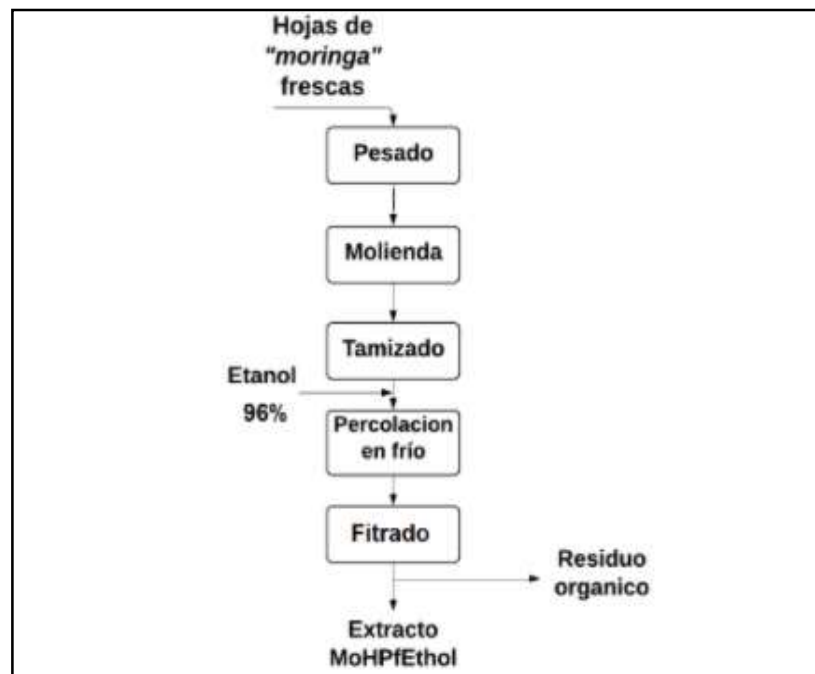 Hojas de
"moringa"
frescas
Pesado
Molienda
Tamizado
Etanol
96%
Percolacion
en frío
Fitrado
Residuo
organico
Extracto
MoHPfEthol